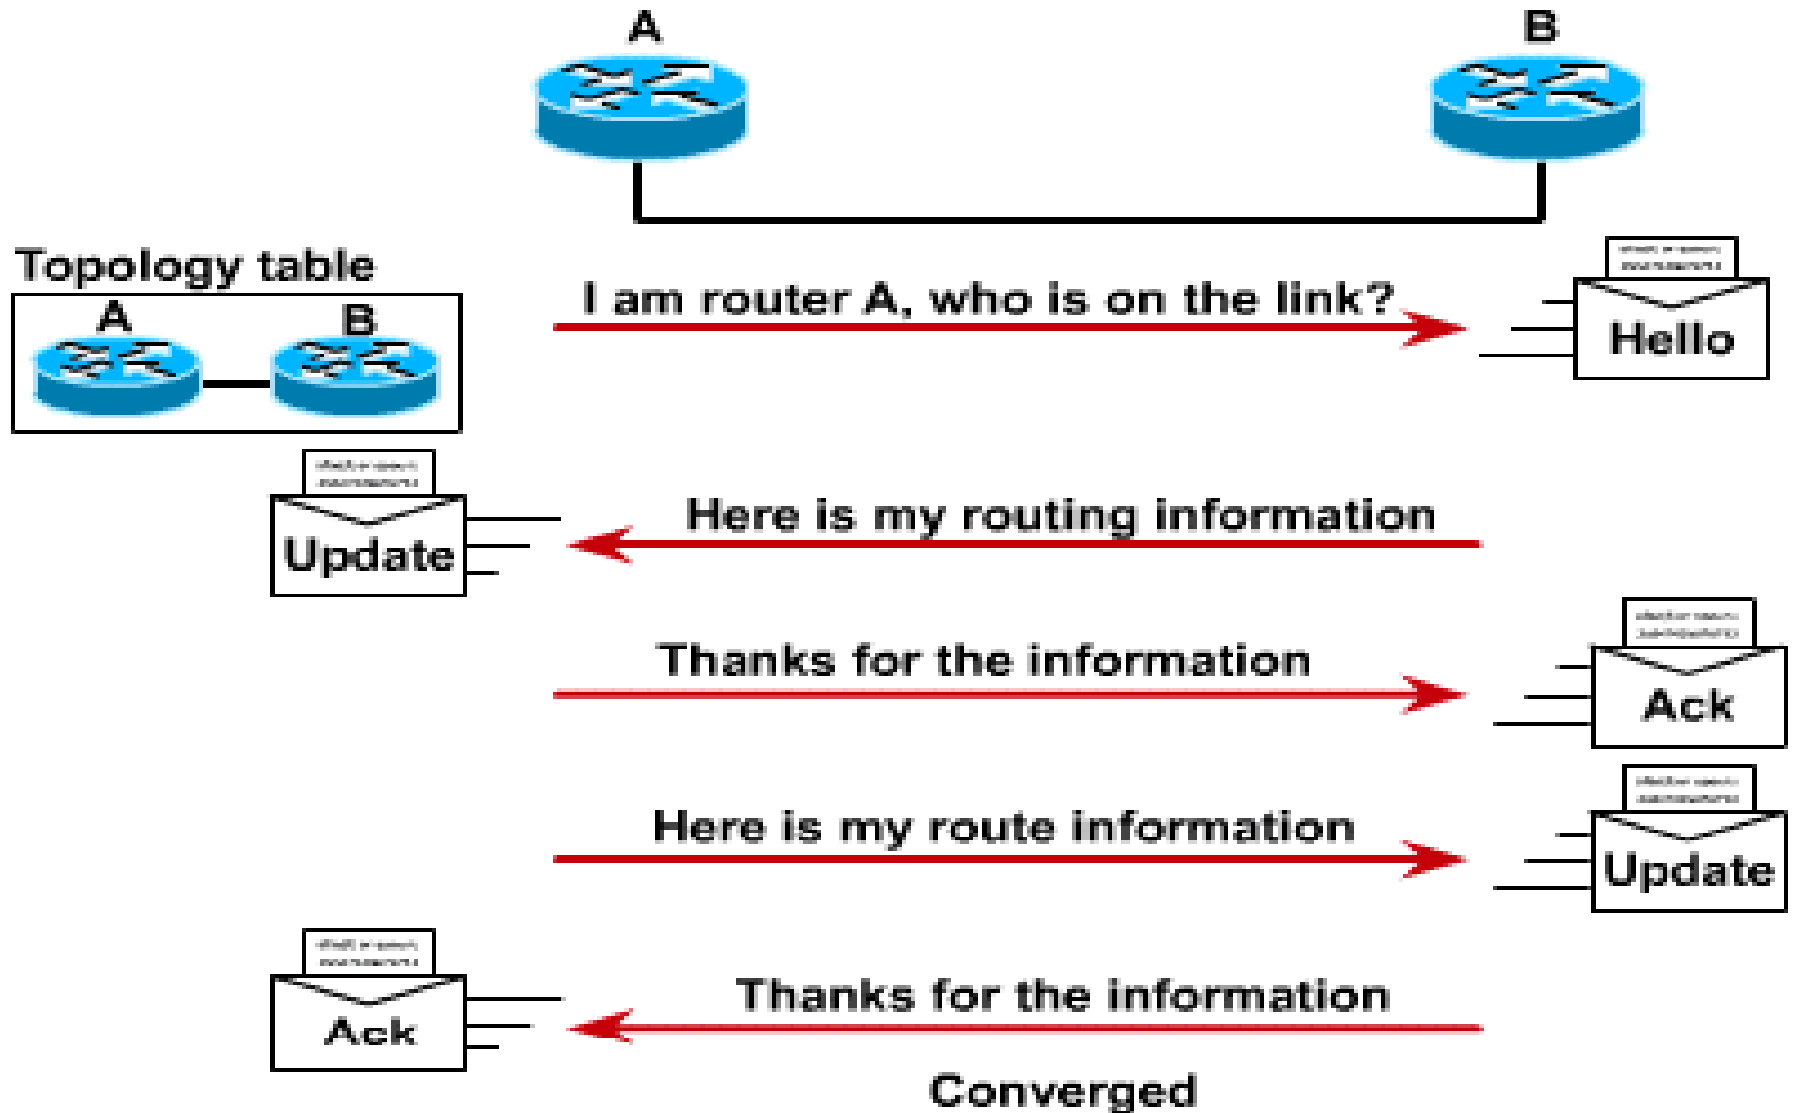 A
B
Topology table
A
B
I am router A, who is on the link?
Hello
Update
Here is my routing information
Thanks for the information
Ack
Here is my route information
Update
Ack
Thanks for the information
Converged